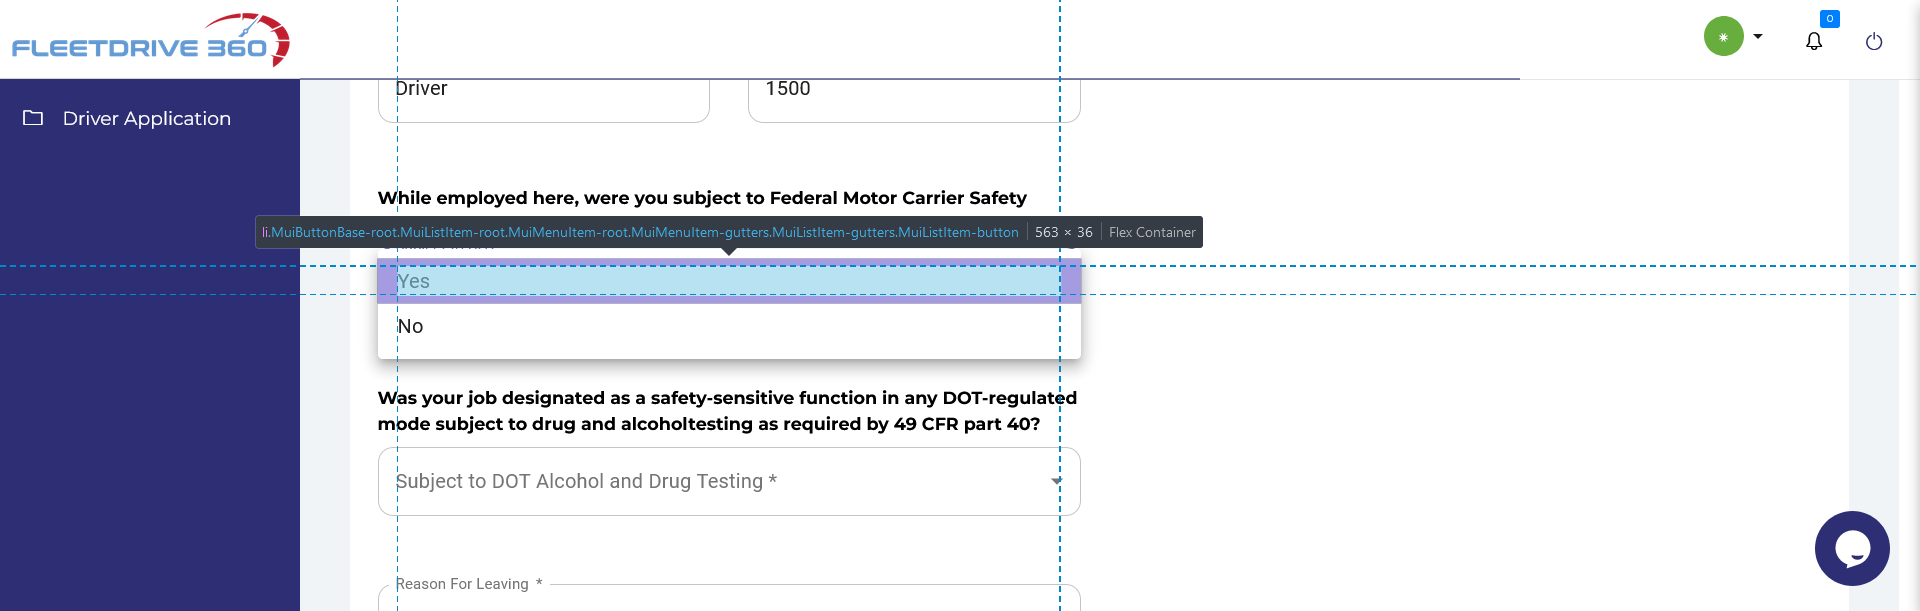 FLEETDRIVE 360
0
Driver Application
Driver
1500
While employed here, were you subject to Federal Motor Carrier Safety
li.MuiButtonBase-root.MuiListItem-root.MuiMenuItem-root.MuiMenuItem-gutters.MuiListItem-gutters.MuiListItem-button
563 × 36
Flex Container
Yes
No
Was your job designated as a safety-sensitive function in any DOT-regulated
mode subject to drug and alcoholtesting as required by 49 CFR part 40?
Subject to DOT Alcohol and Drug Testing *
Reason For Leaving *